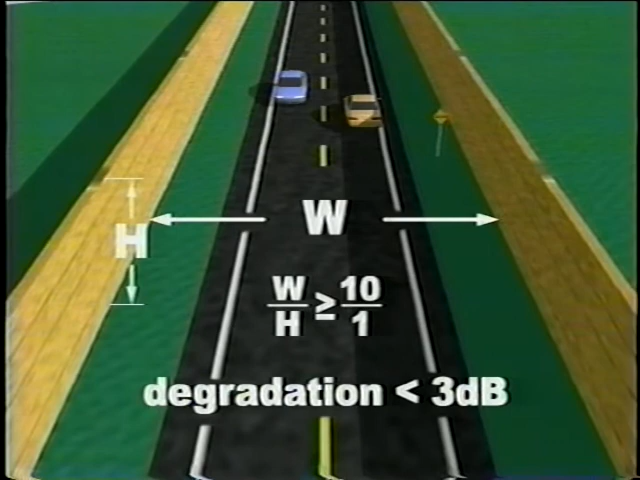 W
H
W/H ≥ 10/1
degradation < 3dB